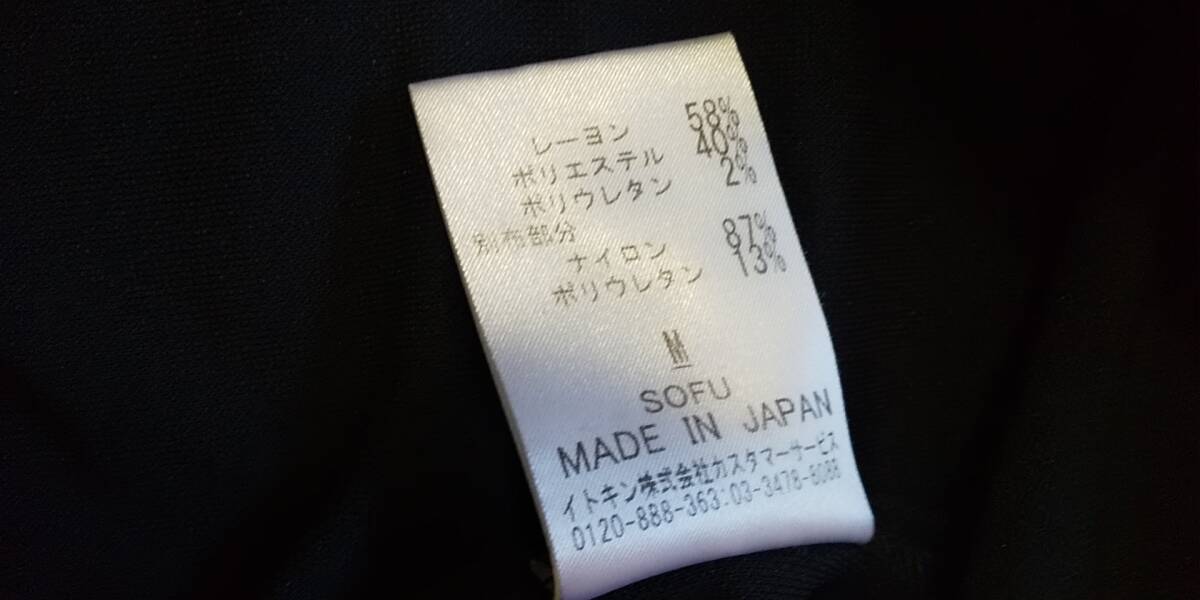 レーヨン 58%
ポリエステル 40%
ポリウレタン 2%
別布部分
ナイロン 87%
ポリウレタン 13%
M
SOFU
MADE IN JAPAN
イトキン株式会社カスタマーサービス
0120-888-363:03-3478-8088